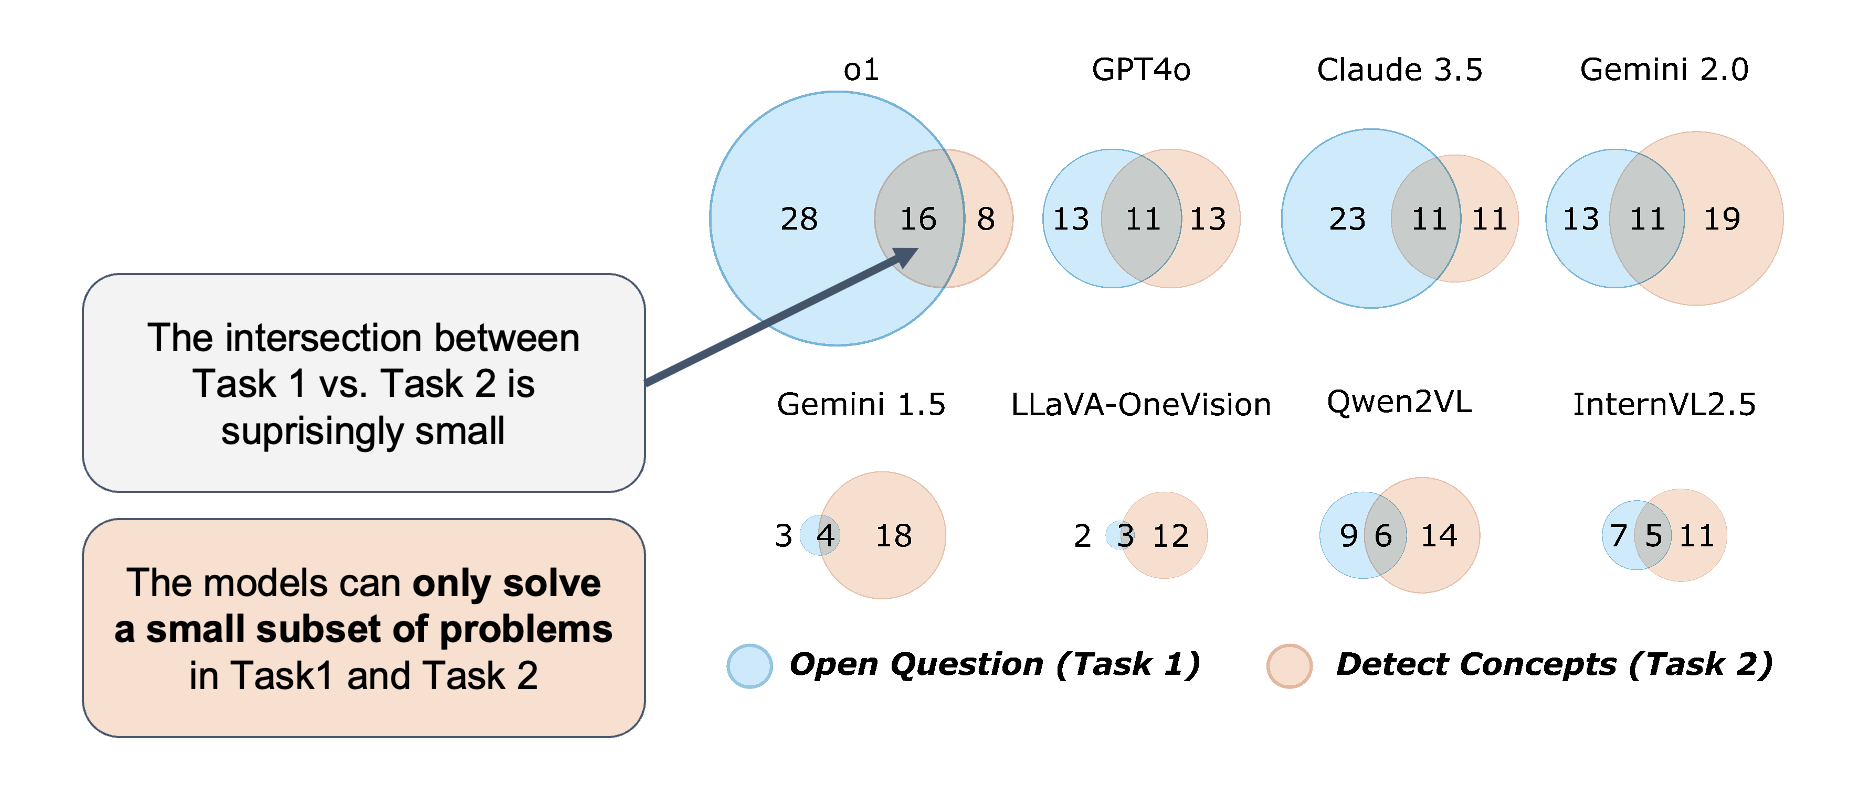 o1
GPT4o
Claude 3.5
Gemini 2.0
28
16
8
13
11
13
23
11
11
13
11
19
The intersection between
Task 1 vs. Task 2 is
suprisingly small
Gemini 1.5
LLaVA-OneVision
Qwen2VL
InternVL2.5
3
4
18
2
3
12
9
6
14
7
5
11
The models can only solve
a small subset of problems
in Task1 and Task 2
Open Question (Task 1)
Detect Concepts (Task 2)